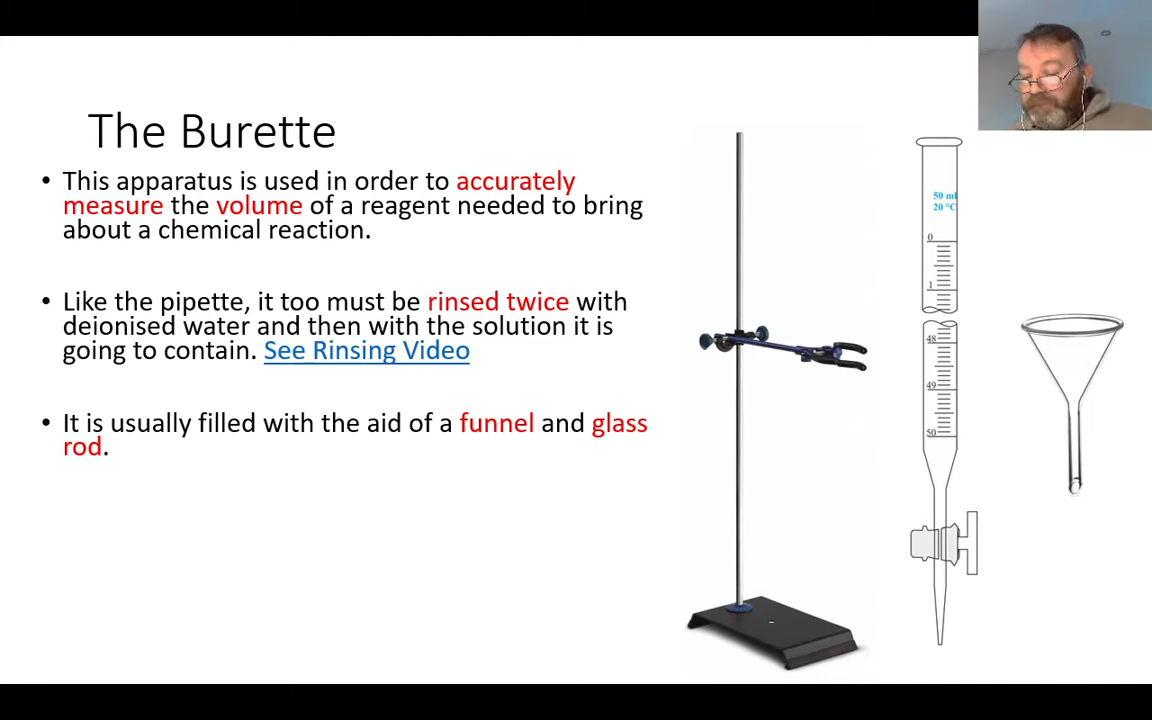 The Burette
• This apparatus is used in order to accurately
measure the volume of a reagent needed to bring
about a chemical reaction.
• Like the pipette, it too must be rinsed twice with
deionised water and then with the solution it is
going to contain. See Rinsing Video
• It is usually filled with the aid of a funnel and glass
rod.
50 ml
20 °C
0
1
48
49
50